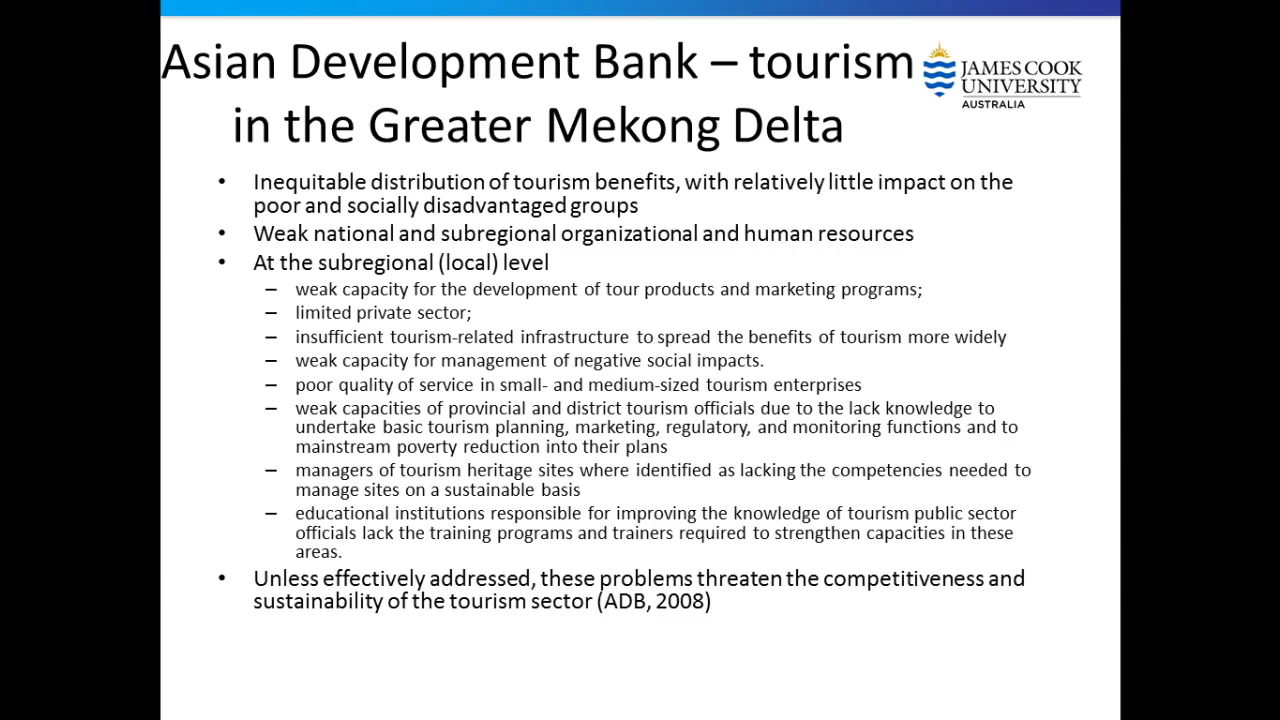 Asian Development Bank – tourism
in the Greater Mekong Delta
JAMES COOK
UNIVERSITY
AUSTRALIA
• Inequitable distribution of tourism benefits, with relatively little impact on the
poor and socially disadvantaged groups
• Weak national and subregional organizational and human resources
• At the subregional (local) level
– weak capacity for the development of tour products and marketing programs;
– limited private sector;
– insufficient tourism-related infrastructure to spread the benefits of tourism more widely
– weak capacity for management of negative social impacts.
– poor quality of service in small- and medium-sized tourism enterprises
– weak capacities of provincial and district tourism officials due to the lack knowledge to
undertake basic tourism planning, marketing, regulatory, and monitoring functions and to
mainstream poverty reduction into their plans
– managers of tourism heritage sites where identified as lacking the competencies needed to
manage sites on a sustainable basis
– educational institutions responsible for improving the knowledge of tourism public sector
officials lack the training programs and trainers required to strengthen capacities in these
areas.
• Unless effectively addressed, these problems threaten the competitiveness and
sustainability of the tourism sector (ADB, 2008)